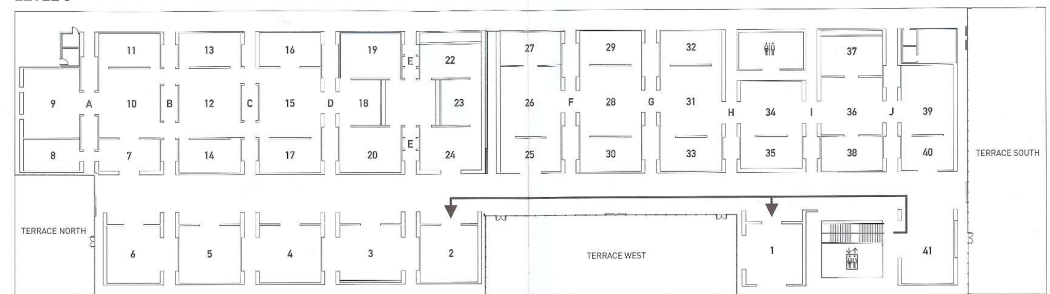 11 13 16 19 22 27 29 32 37
E
9 A 10 B 12 C 15 D 18 23 26 F 28 G 31 H 34 I 36 J 39
E
8 7 14 17 20 24 25 30 33 35 38 40
TERRACE SOUTH
TERRACE NORTH
6 5 4 3 2 TERRACE WEST 1 41